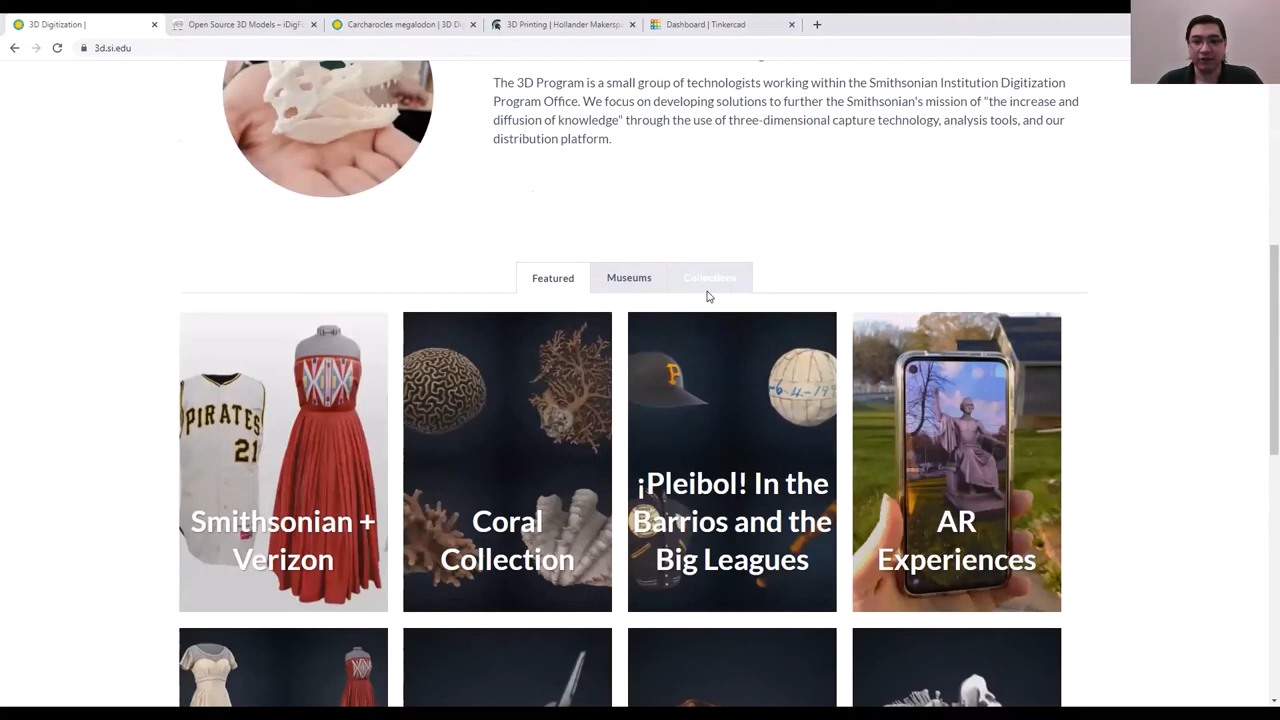 3D Digitization |
Open Source 3D Models – iDigFo
Carcharocles megalodon | 3D Di
3D Printing | Hollander Makerspa
Dashboard | Tinkercad
3d.si.edu
The 3D Program is a small group of technologists working within the Smithsonian Institution Digitization
Program Office. We focus on developing solutions to further the Smithsonian's mission of "the increase and
diffusion of knowledge" through the use of three-dimensional capture technology, analysis tools, and our
distribution platform.
Featured
Museums
Collections
PIRATES
21
Smithsonian +
Verizon
Coral
Collection
P
¡Pleibol! In the
Barrios and the
Big Leagues
AR
Experiences